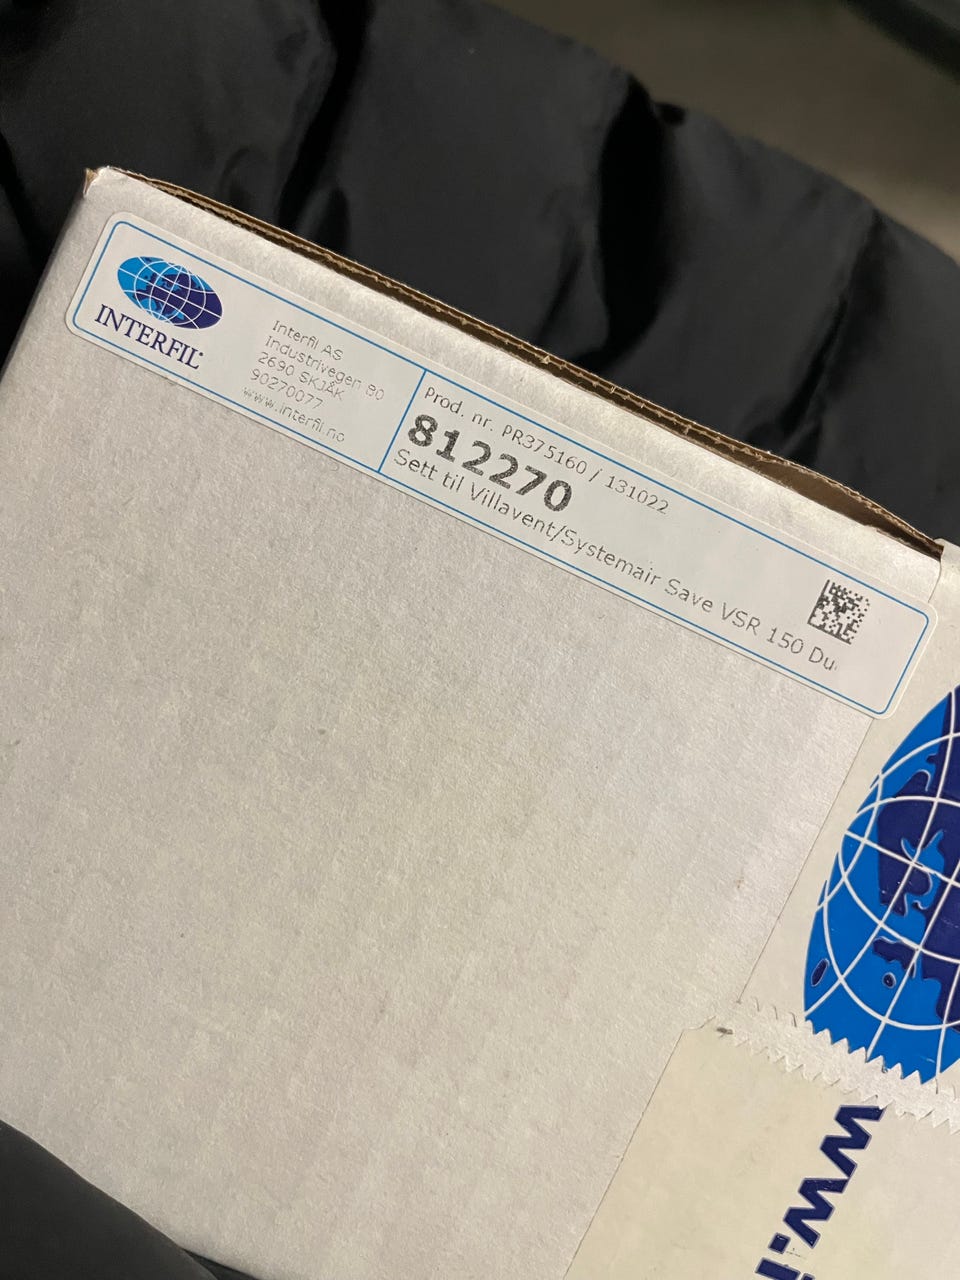 INTERFIL®
Interfil AS
Industrivegen 80
2690 SKJÅK
90270077
www.interfil.no
Prod. nr. PR375160 / 131022
812270
Sett til Villavent/Systemair Save VSR 150 Du
ww.i